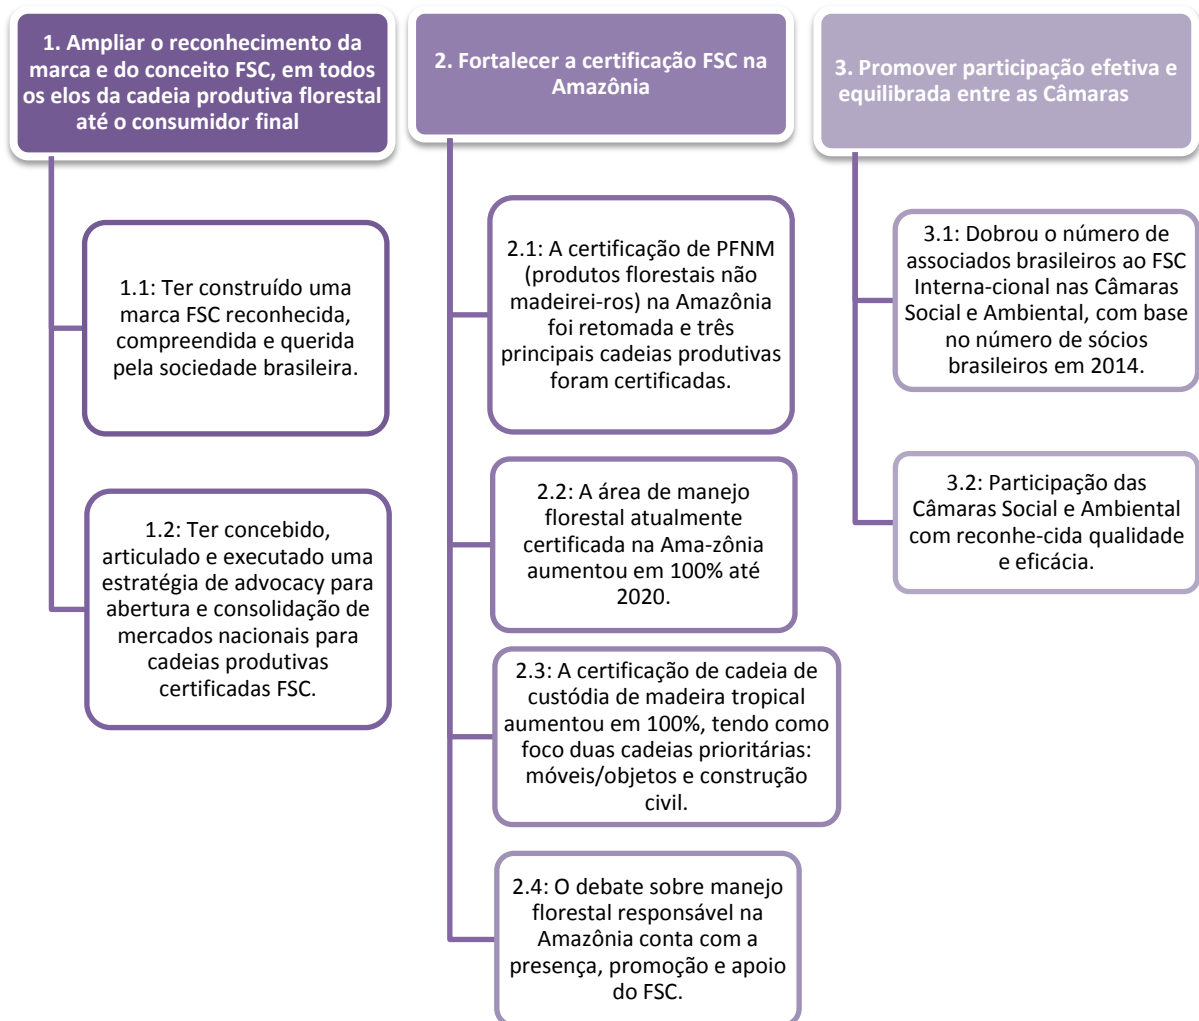 1. Ampliar o reconhecimento da
marca e do conceito FSC, em todos
os elos da cadeia produtiva florestal
até o consumidor final
1.1: Ter construído uma
marca FSC reconhecida,
compreendida e querida
pela sociedade brasileira.
1.2: Ter concebido,
articulado e executado uma
estratégia de advocacy para
abertura e consolidação de
mercados nacionais para
cadeias produtivas
certificadas FSC.
2. Fortalecer a certificação FSC na
Amazônia
2.1: A certificação de PFNM
(produtos florestais não
madeirei-ros) na Amazônia
foi retomada e três
principais cadeias produtivas
foram certificadas.
2.2: A área de manejo
florestal atualmente
certificada na Ama-zônia
aumentou em 100% até
2020.
2.3: A certificação de cadeia de
custódia de madeira tropical
aumentou em 100%, tendo como
foco duas cadeias prioritárias:
móveis/objetos e construção
civil.
2.4: O debate sobre manejo
florestal responsável na
Amazônia conta com a
presença, promoção e apoio
do FSC.
3. Promover participação efetiva e
equilibrada entre as Câmaras
3.1: Dobrou o número de
associados brasileiros ao FSC
Interna-cional nas Câmaras
Social e Ambiental, com base
no número de sócios
brasileiros em 2014.
3.2: Participação das
Câmaras Social e Ambiental
com reconhe-cida qualidade
e eficácia.